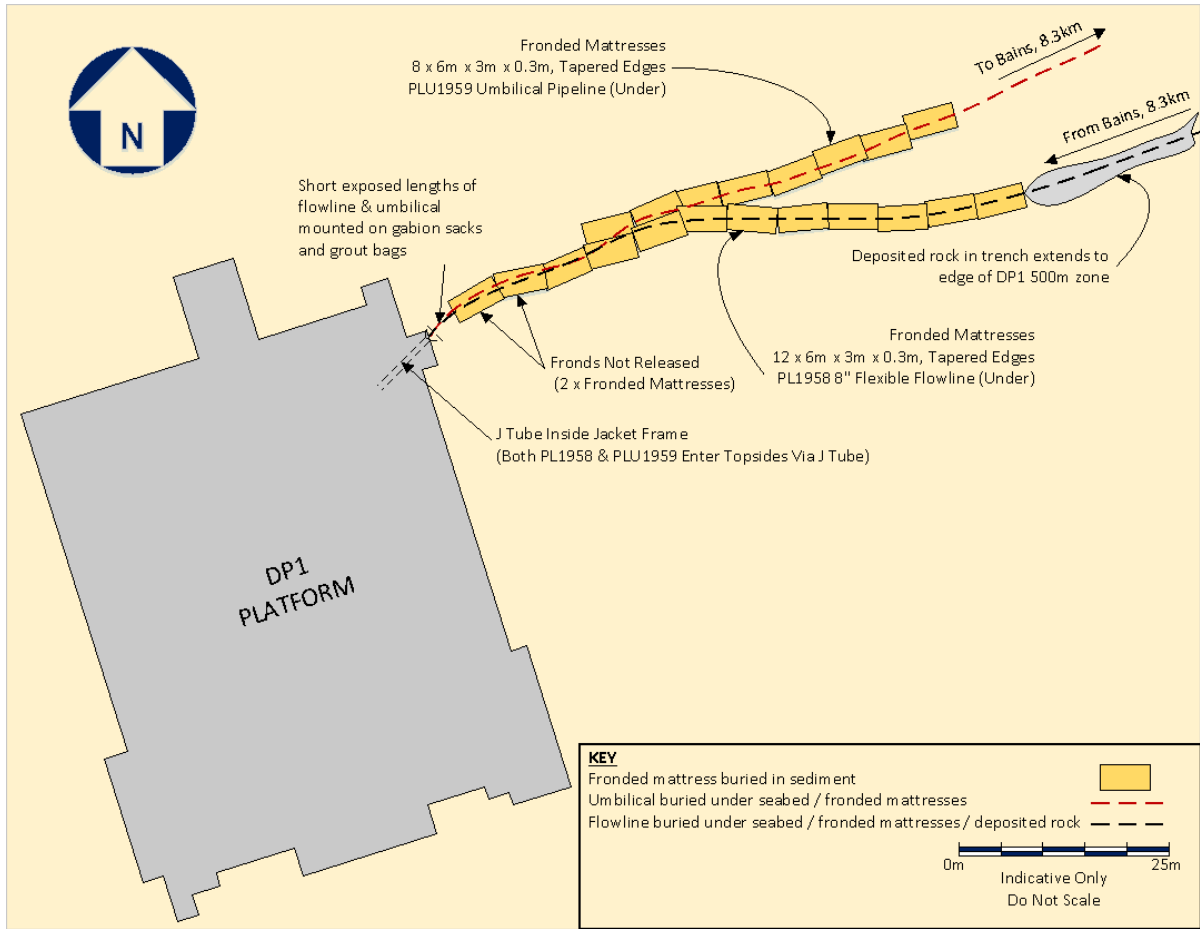 N
Fronded Mattresses
8 x 6m x 3m x 0.3m, Tapered Edges
PLU1959 Umbilical Pipeline (Under)
To Bains, 8.3km
From Bains, 8.3km
Short exposed lengths of
flowline & umbilical
mounted on gabion sacks
and grout bags
Deposited rock in trench extends to
edge of DP1 500m zone
Fronded Mattresses
12 x 6m x 3m x 0.3m, Tapered Edges
PL1958 8" Flexible Flowline (Under)
Fronds Not Released
(2 x Fronded Mattresses)
J Tube Inside Jacket Frame
(Both PL1958 & PLU1959 Enter Topsides Via J Tube)
DP1
PLATFORM
KEY
Fronded mattress buried in sediment
Umbilical buried under seabed / fronded mattresses
Flowline buried under seabed / fronded mattresses / deposited rock
0m 25m
Indicative Only
Do Not Scale